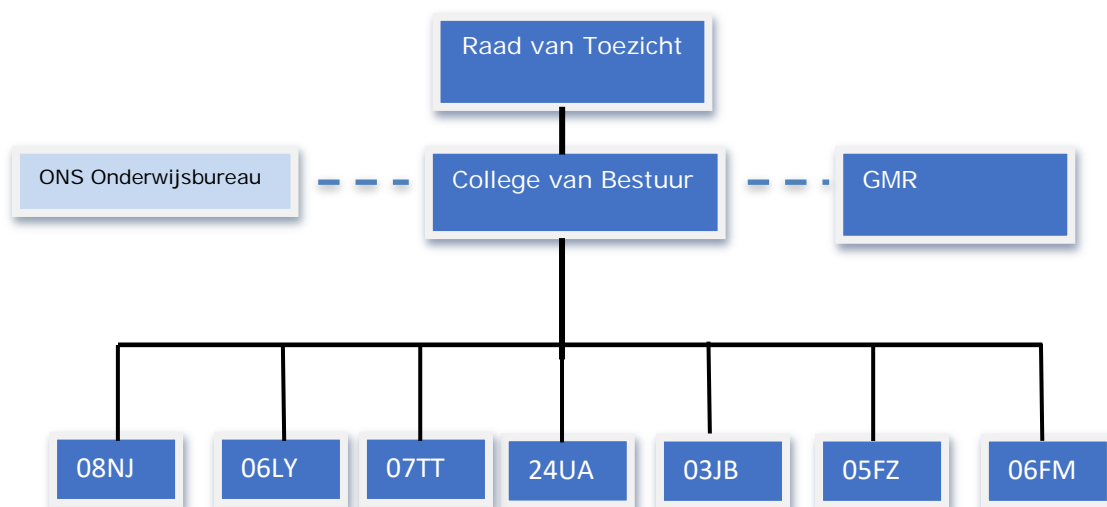 Raad van Toezicht
ONS Onderwijsbureau
College van Bestuur
GMR
08NJ
06LY
07TT
24UA
03JB
05FZ
06FM